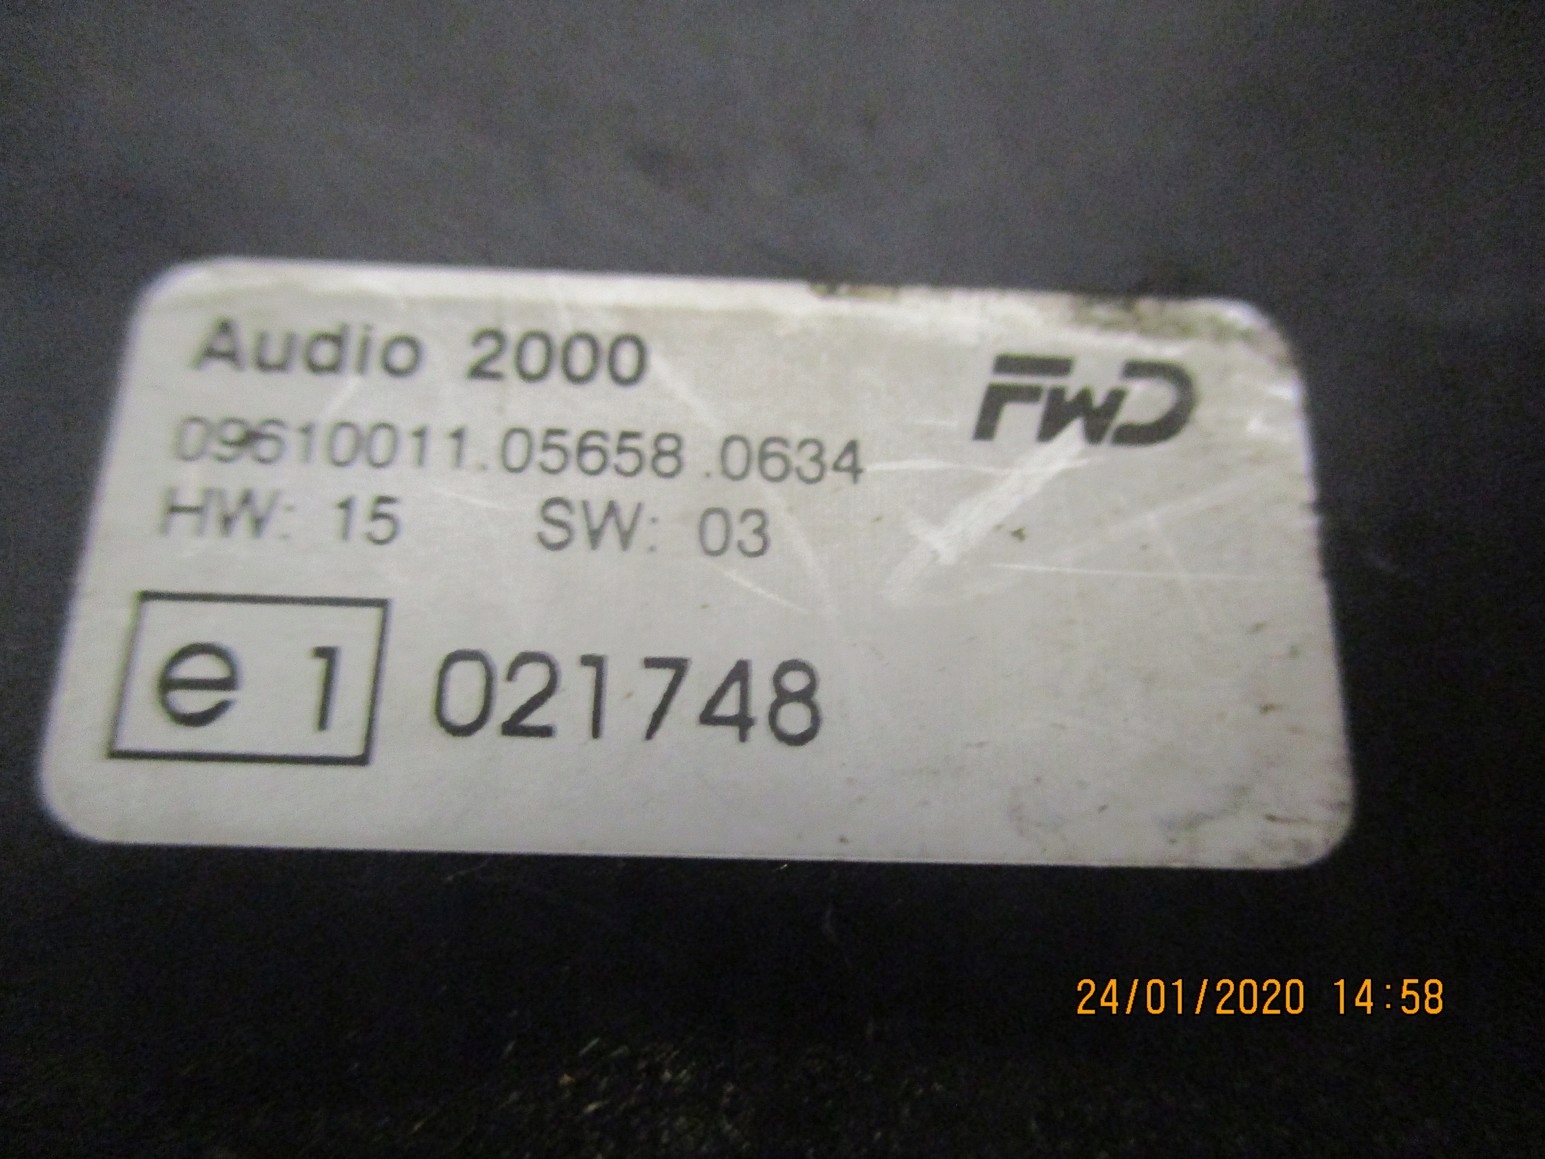 Audio 2000
FWD
09610011.05658.0634
HW: 15 SW: 03
e 1 021748
24/01/2020 14:58